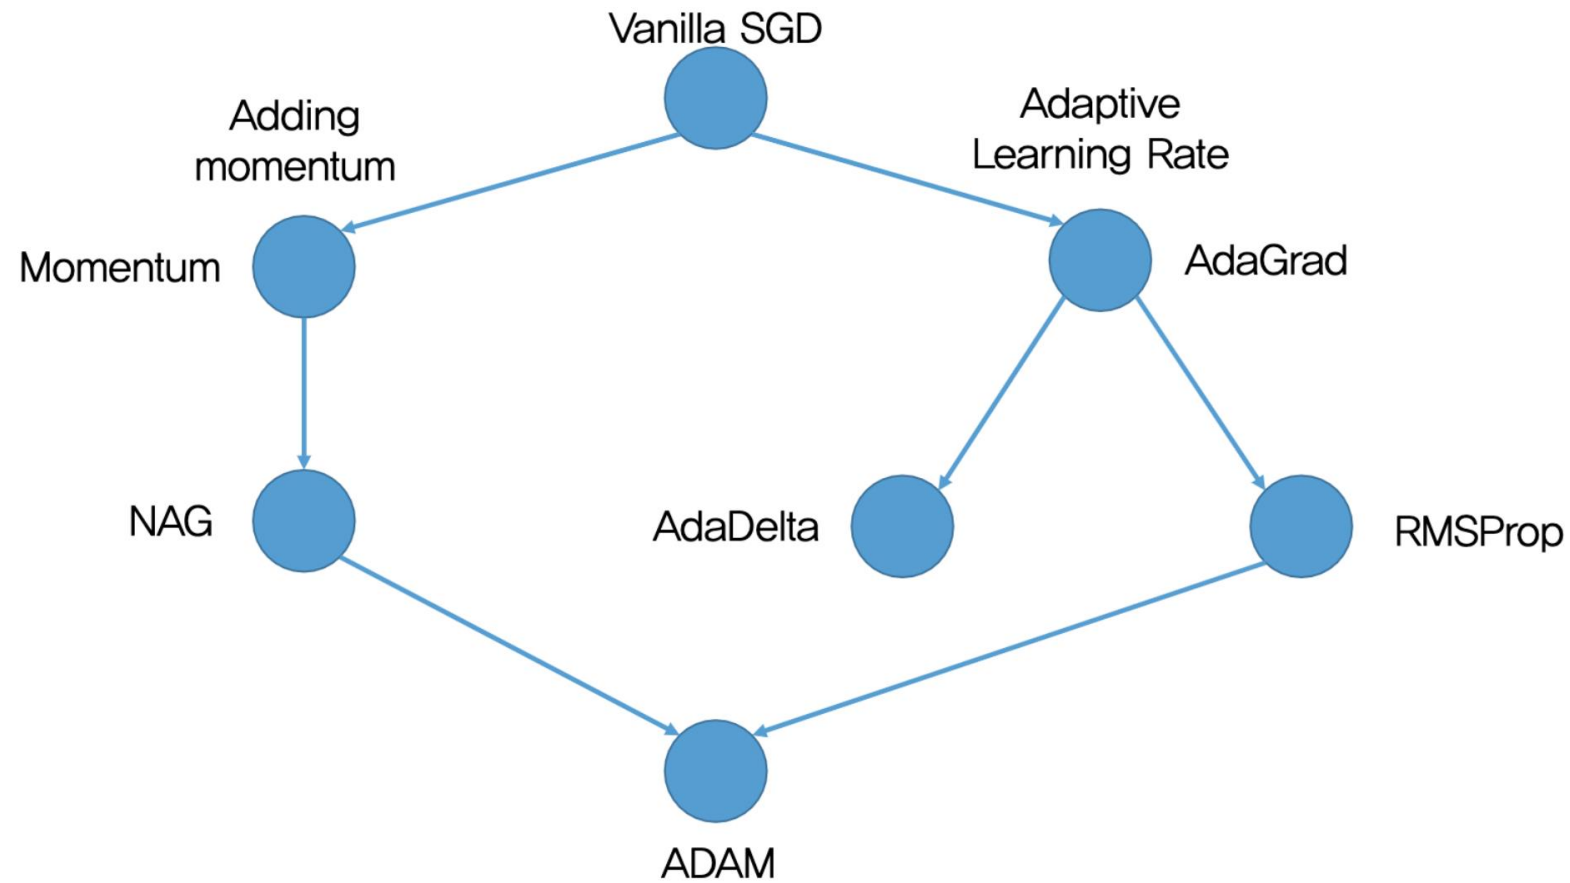 Vanilla SGD
Adding
momentum
Adaptive
Learning Rate
Momentum
AdaGrad
NAG
AdaDelta
RMSProp
ADAM